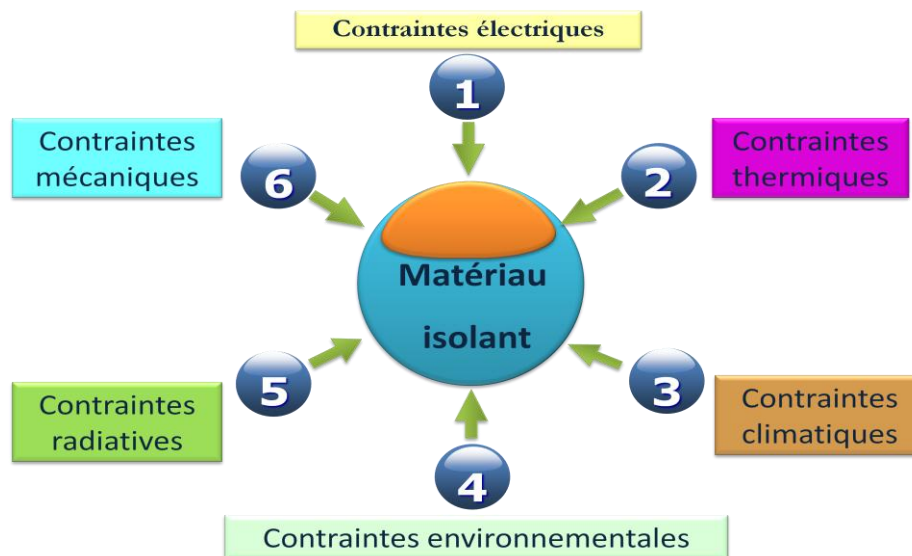 Contraintes électriques
1
Contraintes
mécaniques
6
2
Contraintes
thermiques
Matériau
isolant
Contraintes
radiatives
5
3
Contraintes
climatiques
4
Contraintes environnementales